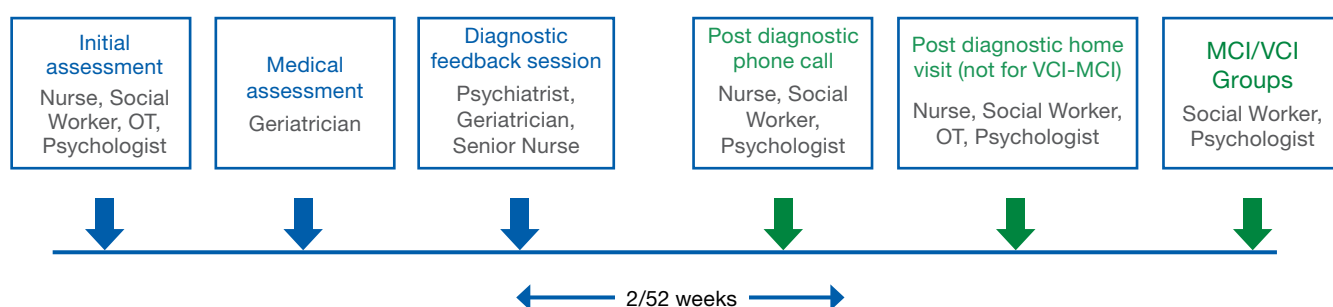 Initial
assessment
Nurse, Social
Worker, OT,
Psychologist
Medical
assessment
Geriatrician
Diagnostic
feedback session
Psychiatrist,
Geriatrician,
Senior Nurse
Post diagnostic
phone call
Nurse, Social
Worker,
Psychologist
Post diagnostic home
visit (not for VCI-MCI)
Nurse, Social Worker,
OT, Psychologist
MCI/VCI
Groups
Social Worker,
Psychologist
2/52 weeks